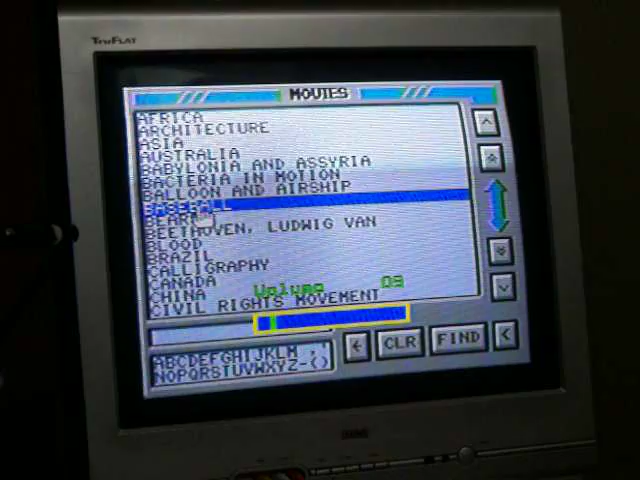 TruFLAT
MOVIES
AFRICA
ARCHITECTURE
ASIA
AUSTRALIA
BABYLONIA AND ASSYRIA
BACTERIA IN MOTION
BALLOON AND AIRSHIP
BASEBALL
BEAR
BEETHOVEN, LUDWIG VAN
BLOOD
BRAZIL
CALLIGRAPHY
CANADA
CHINA
Volume 09
CIVIL RIGHTS MOVEMENT
CLR FIND
ABCDEFGHIJKLM ,'
NOPQRSTUVWXYZ-()